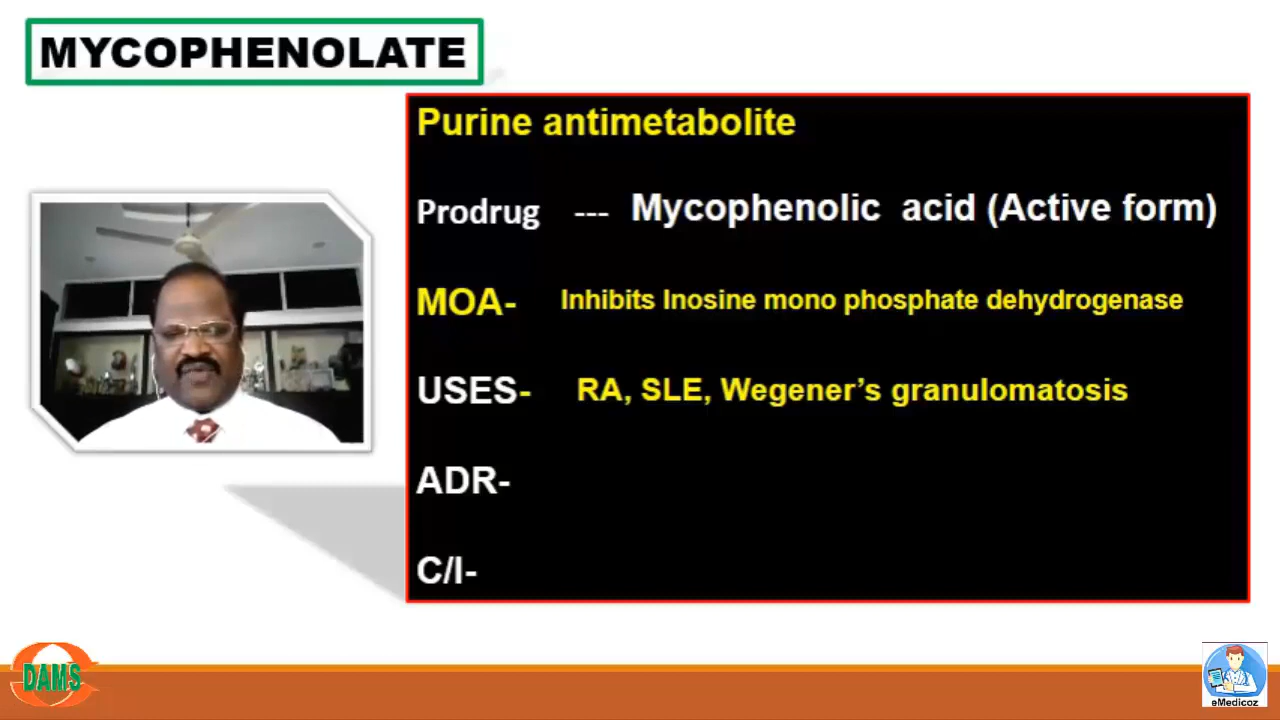 MYCOPHENOLATE
Purine antimetabolite
Prodrug --- Mycophenolic acid (Active form)
MOA- Inhibits Inosine mono phosphate dehydrogenase
USES- RA, SLE, Wegener’s granulomatosis
ADR-
C/I-
DAMS
eMedicoz